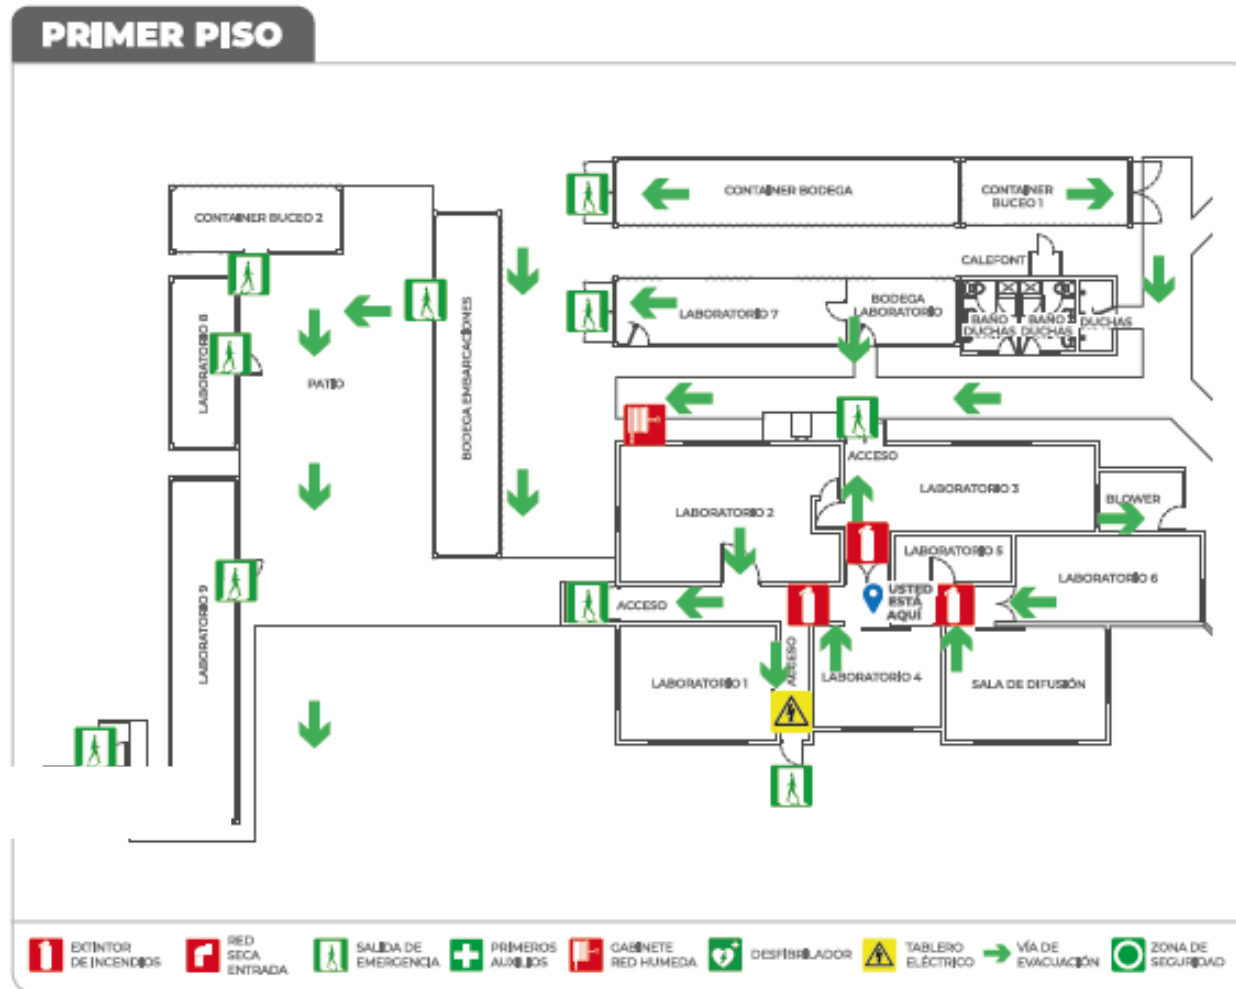 PRIMER PISO
CONTAINER BODEGA
CONTAINER
BUCEO 1
CONTAINER BUCEO 2
CALEFONT
BODEGA
LABORATORIO
LABORATORIO 7
BAÑO
DUCHAS
BAÑO 2
DUCHAS
DUCHAS
LABORATORIO 8
PATIO
BODEGA EMBARCACIONES
ACCESO
LABORATORIO 3
BLOWER
LABORATORIO 2
LABORATORIO 5
LABORATORIO 6
USTED
ESTÁ
AQUÍ
ACCESO
LABORATORIO 9
ACCESO
LABORATORIO 1
LABORATORIO 4
SALA DE DIFUSIÓN
EXTINTOR
DE INCENDIOS
RED
SECA
ENTRADA
SALIDA DE
EMERGENCIA
PRIMEROS
AUXILIOS
GABINETE
RED HUMEDA
DESFIBRILADOR
TABLERO
ELÉCTRICO
VÍA DE
EVACUACIÓN
ZONA DE
SEGURIDAD